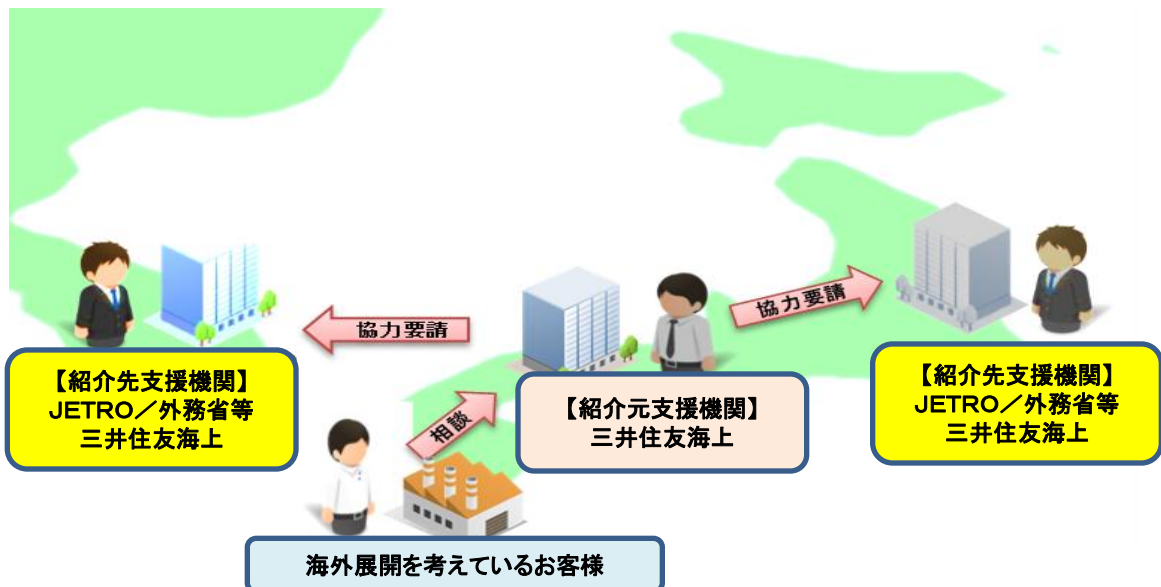 協力要請
協力要請
【紹介先支援機関】
JETRO／外務省等
三井住友海上
相談
【紹介元支援機関】
三井住友海上
【紹介先支援機関】
JETRO／外務省等
三井住友海上
海外展開を考えているお客様